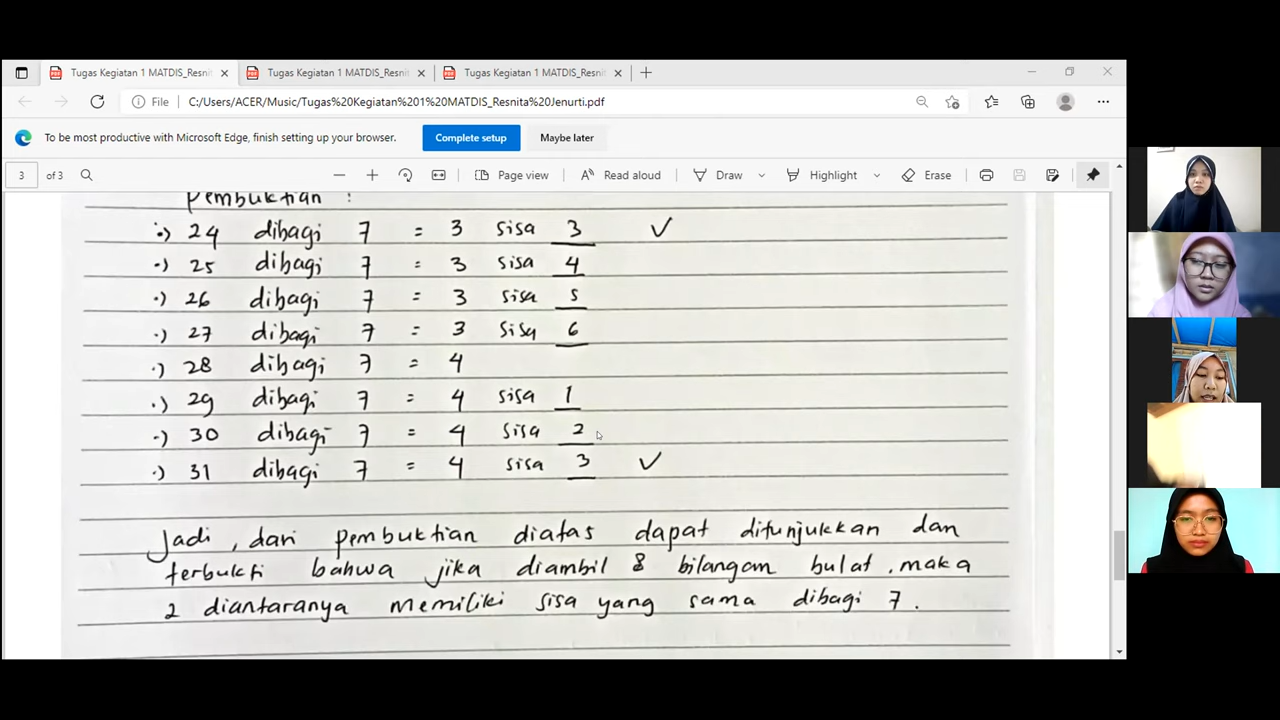 Tugas Kegiatan 1 MATDIS_Resnit
Tugas Kegiatan 1 MATDIS_Resnit
Tugas Kegiatan 1 MATDIS_Resnit
File C:/Users/ACER/Music/Tugas%20Kegiatan%201%20MATDIS_Resnita%20Jenurti.pdf
To be most productive with Microsoft Edge, finish setting up your browser. Complete setup Maybe later
3 of 3 Page view Read aloud Draw Highlight Erase
Pembuktian :
•) 24 dibagi 7 = 3 sisa 3 ✓
•) 25 dibagi 7 = 3 sisa 4
•) 26 dibagi 7 = 3 sisa 5
•) 27 dibagi 7 = 3 sisa 6
•) 28 dibagi 7 = 4
•) 29 dibagi 7 = 4 sisa 1
•) 30 dibagi 7 = 4 sisa 2
•) 31 dibagi 7 = 4 sisa 3 ✓
Jadi, dari pembuktian diatas dapat ditunjukkan dan
terbukti bahwa jika diambil 8 bilangan bulat, maka
2 diantaranya memiliki sisa yang sama dibagi 7.